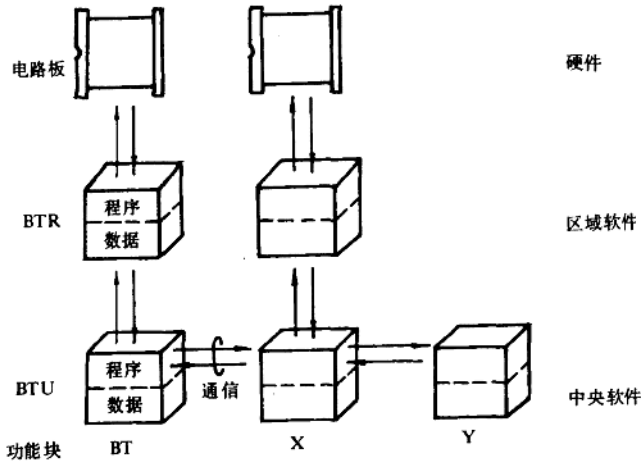 电路板 硬件
BTR 程序 区域软件
数据
BTU 程序 通信 中央软件
数据
功能块 BT X Y